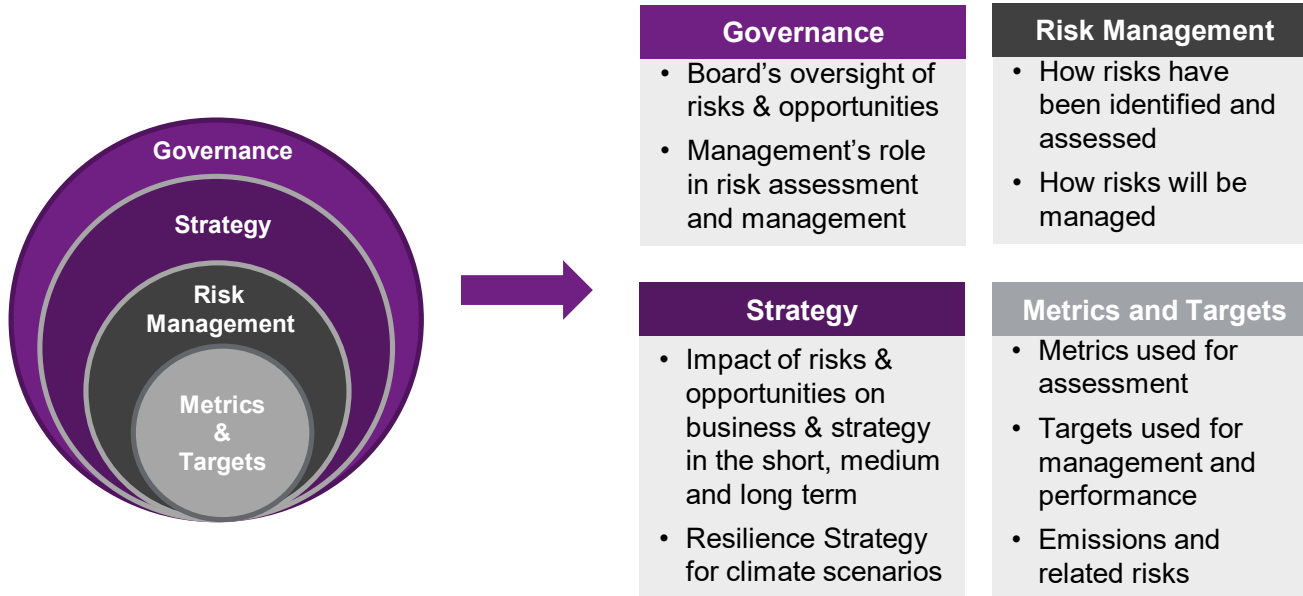 Governance
Strategy
Risk
Management
Metrics
&
Targets
Governance
• Board’s oversight of
risks & opportunities
• Management’s role
in risk assessment
and management
Risk Management
• How risks have
been identified and
assessed
• How risks will be
managed
Strategy
• Impact of risks &
opportunities on
business & strategy
in the short, medium
and long term
• Resilience Strategy
for climate scenarios
Metrics and Targets
• Metrics used for
assessment
• Targets used for
management and
performance
• Emissions and
related risks